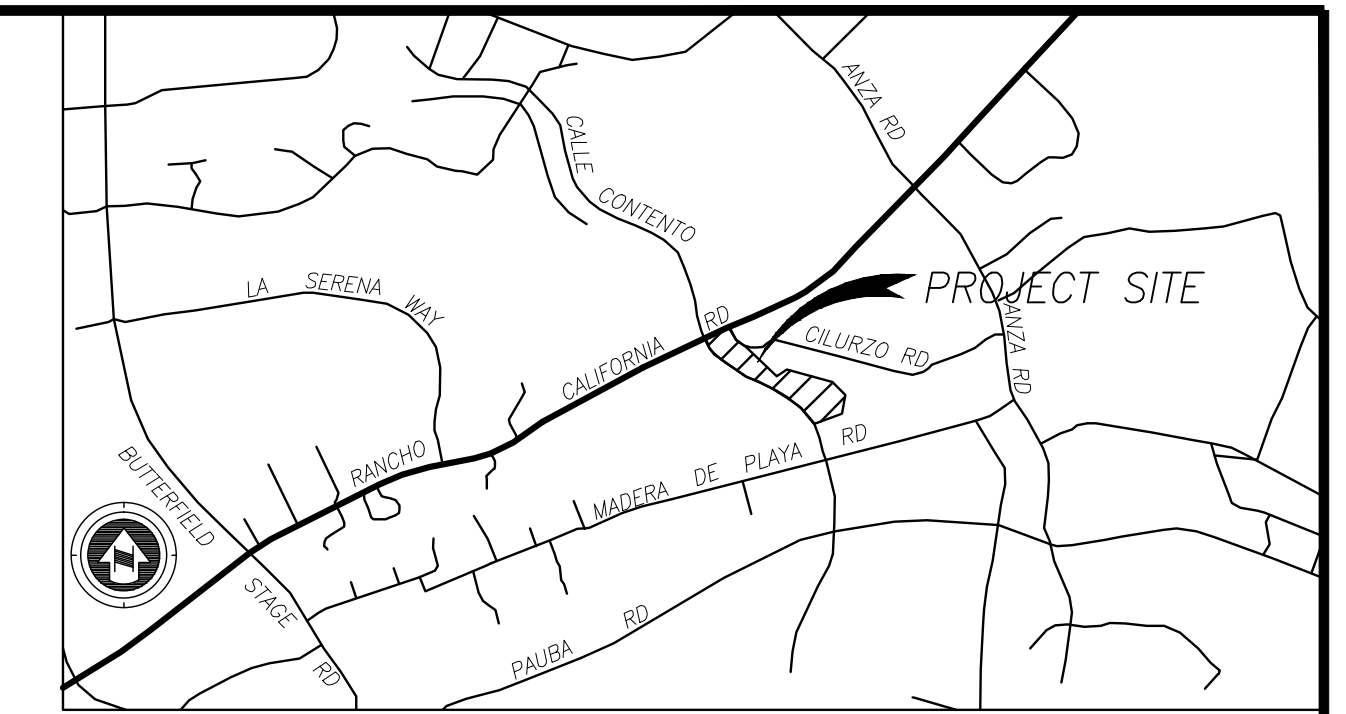 ANZA RD
CALLE CONTENTO
LA SERENA WAY
PROJECT SITE
RANCHO CALIFORNIA RD
CILURZO RD
ANZA RD
BUTTERFIELD STAGE RD
MADERA DE PLAYA RD
PAUBA RD